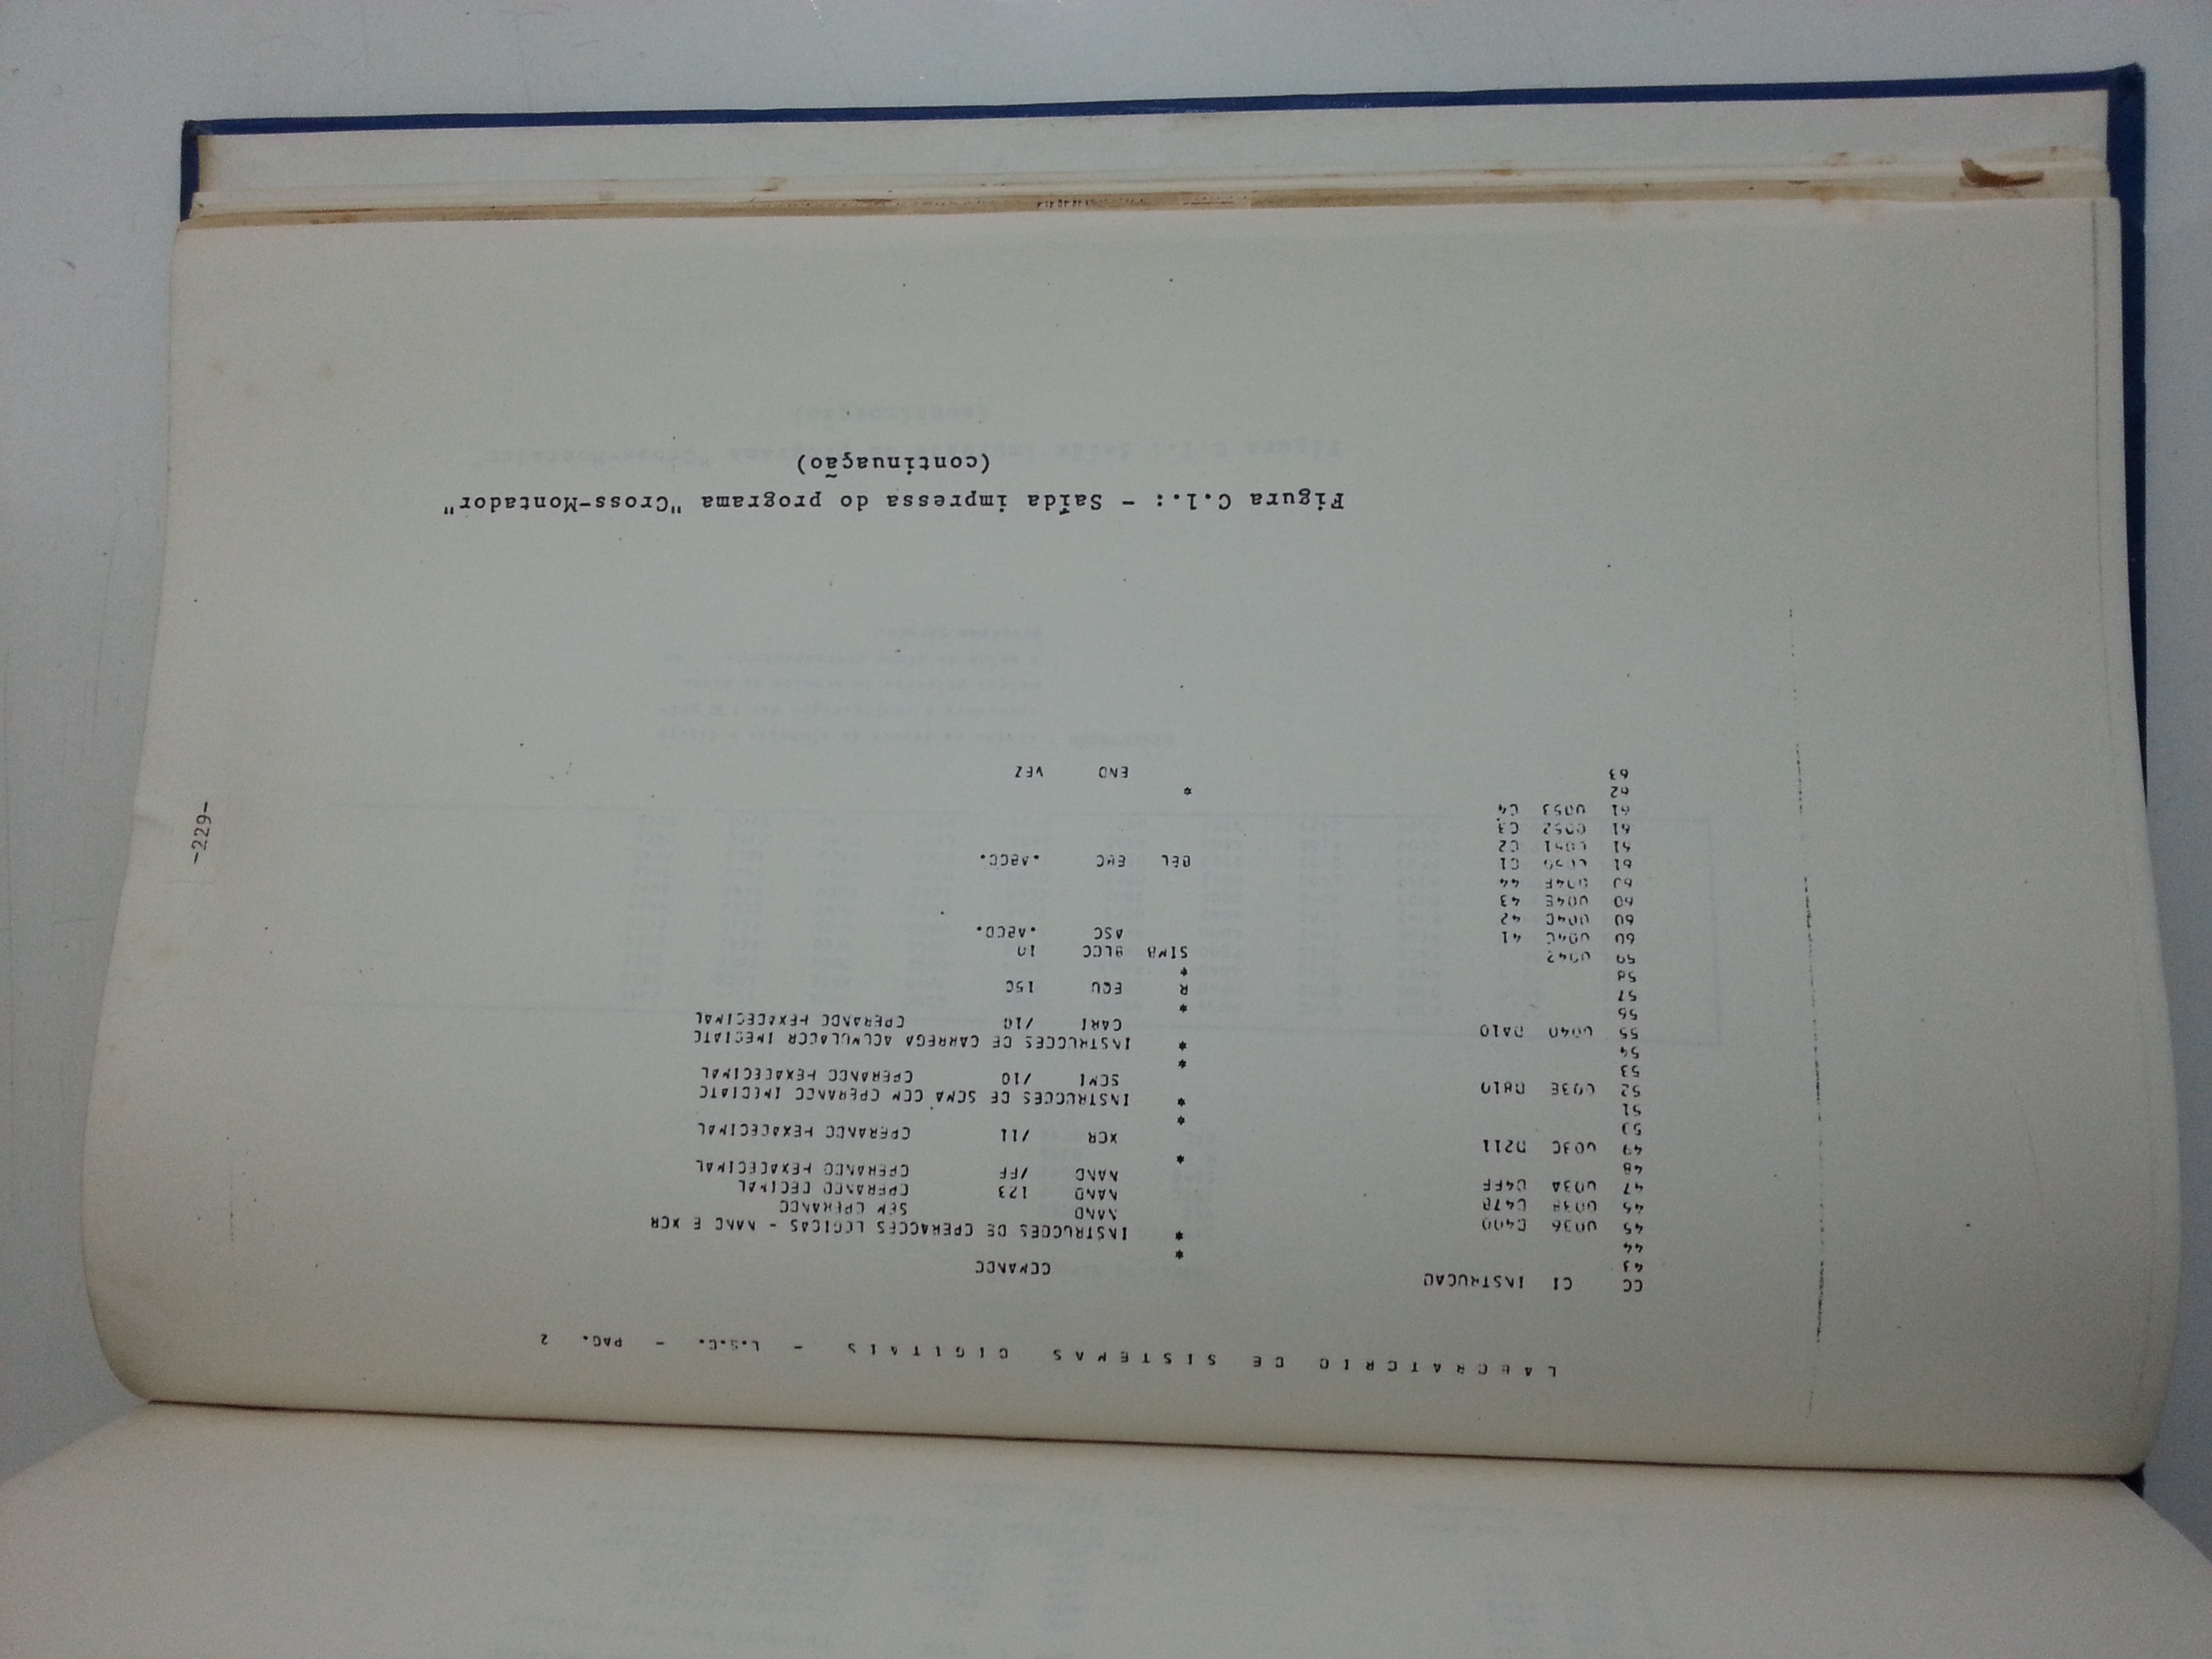 -229-
L A B O R A T O R I O   D E   S I S T E M A S   D I G I T A I S   -   L.S.D.   -   PAG.   2
CC   CI   INSTRUCAO   COMANDO
43   *
44   *   INSTRUCOES DE OPERACOES LOGICAS - NAND E XOR
45   0036   D400   NAND   SEM OPERANDO
46   0038   D47B   NAND   123   OPERANDO DECIMAL
47   003A   D4FF   NAND   /FF   OPERANDO HEXADECIMAL
48   *
49   003C   D211   XOR   /11   OPERANDO HEXADECIMAL
50   *
51   *   INSTRUCOES DE SOMA COM OPERANDO IMEDIATO
52   003E   D810   SOMI   /10   OPERANDO HEXADECIMAL
53   *
54   *   INSTRUCOES DE CARREGA ACUMULADOR IMEDIATO
55   0040   DA10   CARI   /10   OPERANDO HEXADECIMAL
56   *
57   R   EQU   150
58   *
59   0042   SIMB   BLOC   10
60   004C   41   ASC   .ABCD.
60   004D   42
60   004E   43
60   004F   44
61   0050   C1   BEL   EBC   .ABCD.
61   0051   C2
61   0052   C3
61   0053   C4
62   *
63   END   VEZ
Figura C.1.: - Saída impressa do programa "Cross-Montador"
(continuação)